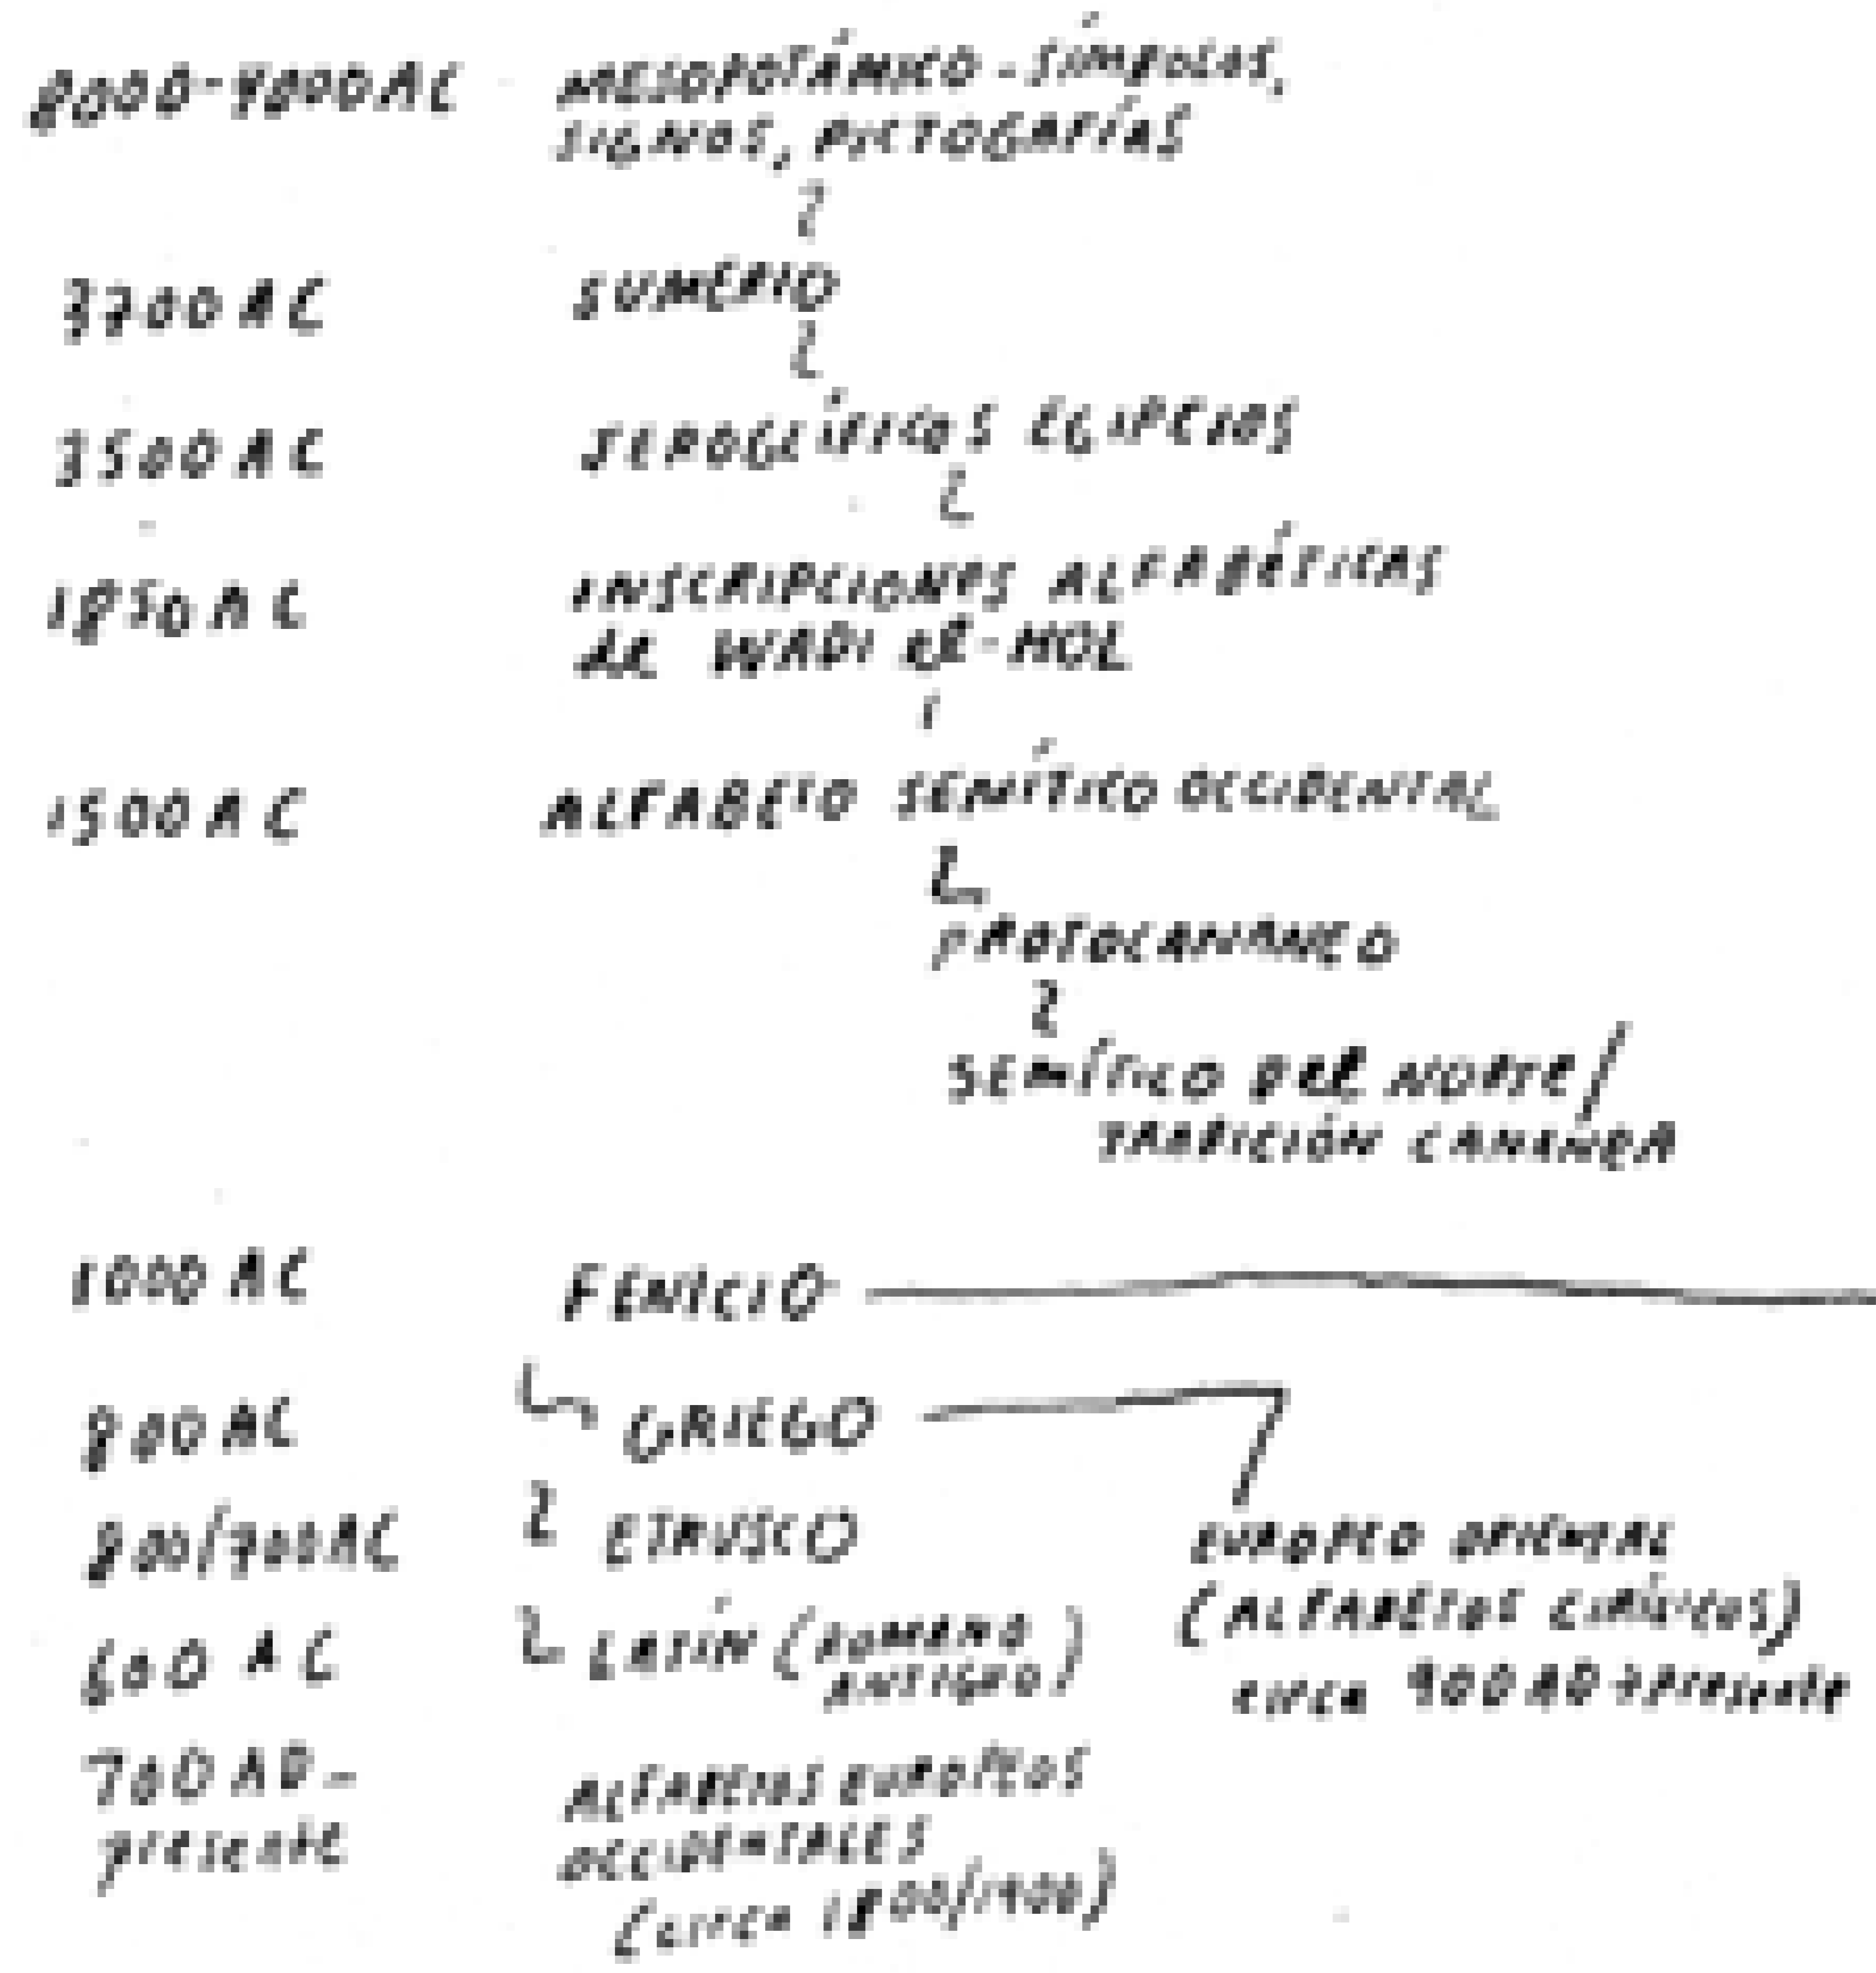 8000-4000 AC MESOPOTÁMICO - SÍMBOLOS,
SIGNOS, PICTOGAFÍAS
3700 AC SUMERIO
3500 AC JEROGLÍFICOS EGIPCIOS
1850 AC INSCRIPCIONES ALFABÉTICAS
de WADI el-HOL
1500 AC ALFABETO SEMÍTICO OCCIDENTAL
PROTOCANANEO
SEMÍTICO DEL NORTE/
TRADICIÓN CANANEA
1000 AC FENICIO
800 AC GRIEGO
800/700 AC ETRUSCO
EUROPEO ORIENTAL
(ALFABETOS CIRÍLICOS)
circa 900 AD → presente
600 AC LATÍN (ROMANO
ANTIGUO)
700 AD -
presente
ALFABETOS EUROPEOS
OCCIDENTALES
(circa 1800/1900)